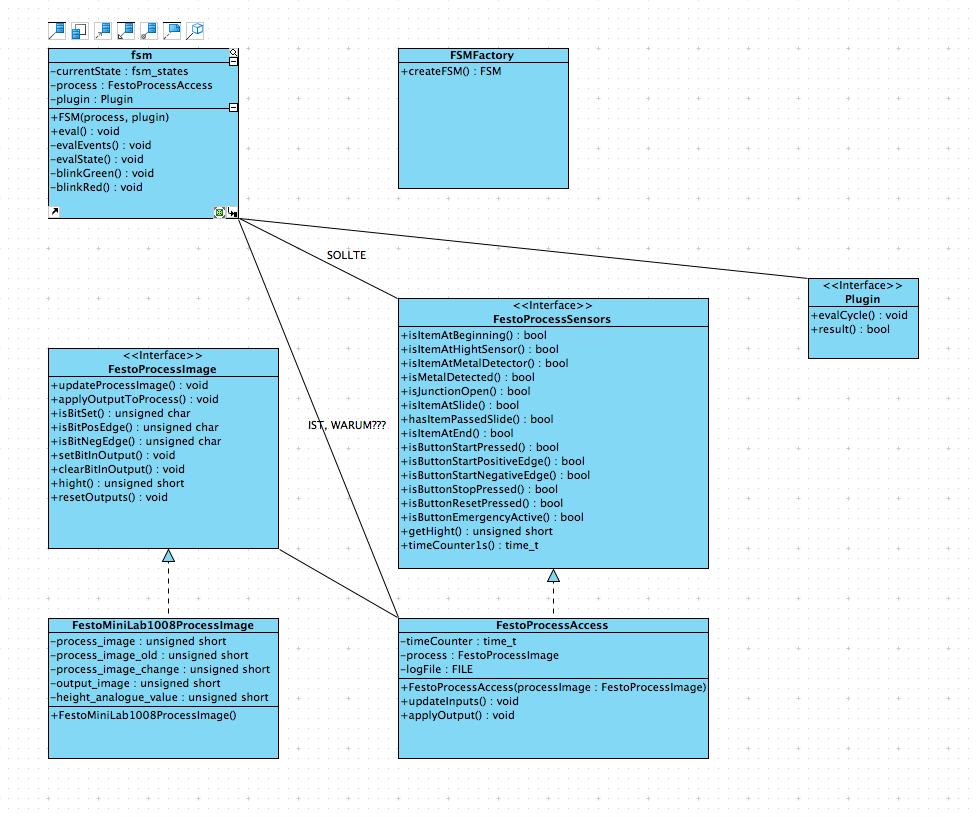 fsm
-currentState : fsm_states
-process : FestoProcessAccess
-plugin : Plugin
+FSM(process, plugin)
+eval() : void
-evalEvents() : void
-evalState() : void
-blinkGreen() : void
-blinkRed() : void
FSMFactory
+createFSM() : FSM
SOLLTE
<<Interface>>
Plugin
+evalCycle() : void
+result() : bool
<<Interface>>
FestoProcessSensors
+isItemAtBeginning() : bool
+isItemAtHightSensor() : bool
+isItemAtMetalDetector() : bool
+isMetalDetected() : bool
+isJunctionOpen() : bool
+isItemAtSlide() : bool
+hasItemPassedSlide() : bool
+isItemAtEnd() : bool
+isButtonStartPressed() : bool
+isButtonStartPositiveEdge() : bool
+isButtonStartNegativeEdge() : bool
+isButtonStopPressed() : bool
+isButtonResetPressed() : bool
+isButtonEmergencyActive() : bool
+getHight() : unsigned short
+timeCounter1s() : time_t
<<Interface>>
FestoProcessImage
+updateProcessImage() : void
+applyOutputToProcess() : void
+isBitSet() : unsigned char
+isBitPosEdge() : unsigned char
+isBitNegEdge() : unsigned char
+setBitInOutput() : void
+clearBitInOutput() : void
+hight() : unsigned short
+resetOutputs() : void
IST, WARUM???
FestoMiniLab1008ProcessImage
-process_image : unsigned short
-process_image_old : unsigned short
-process_image_change : unsigned short
-output_image : unsigned short
-height_analogue_value : unsigned short
+FestoMiniLab1008ProcessImage()
FestoProcessAccess
-timeCounter : time_t
-process : FestoProcessImage
-logFile : FILE
+FestoProcessAccess(processImage : FestoProcessImage)
+updateInputs() : void
+applyOutput() : void